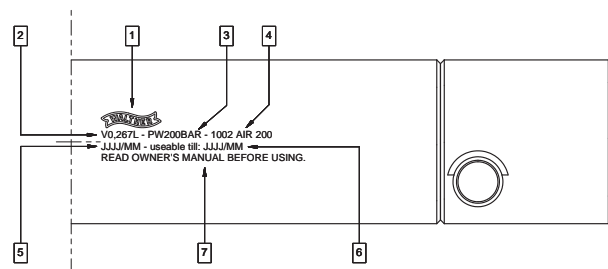 2
1
3
4
WALTHER
V0,267L - PW200BAR - 1002 AIR 200
JJJJ/MM - useable till: JJJJ/MM
READ OWNER'S MANUAL BEFORE USING.
5
7
6